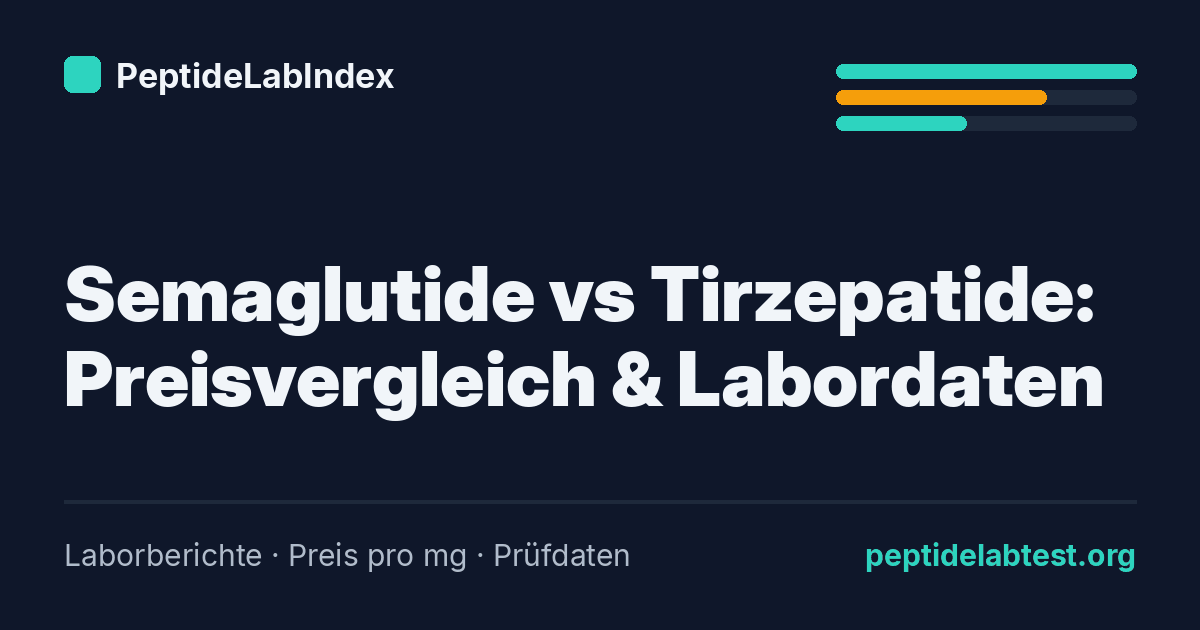 PeptideLabIndex
Semaglutide vs Tirzepatide:
Preisvergleich & Labordaten
Laborberichte · Preis pro mg · Prüfdaten
peptidelabtest.org